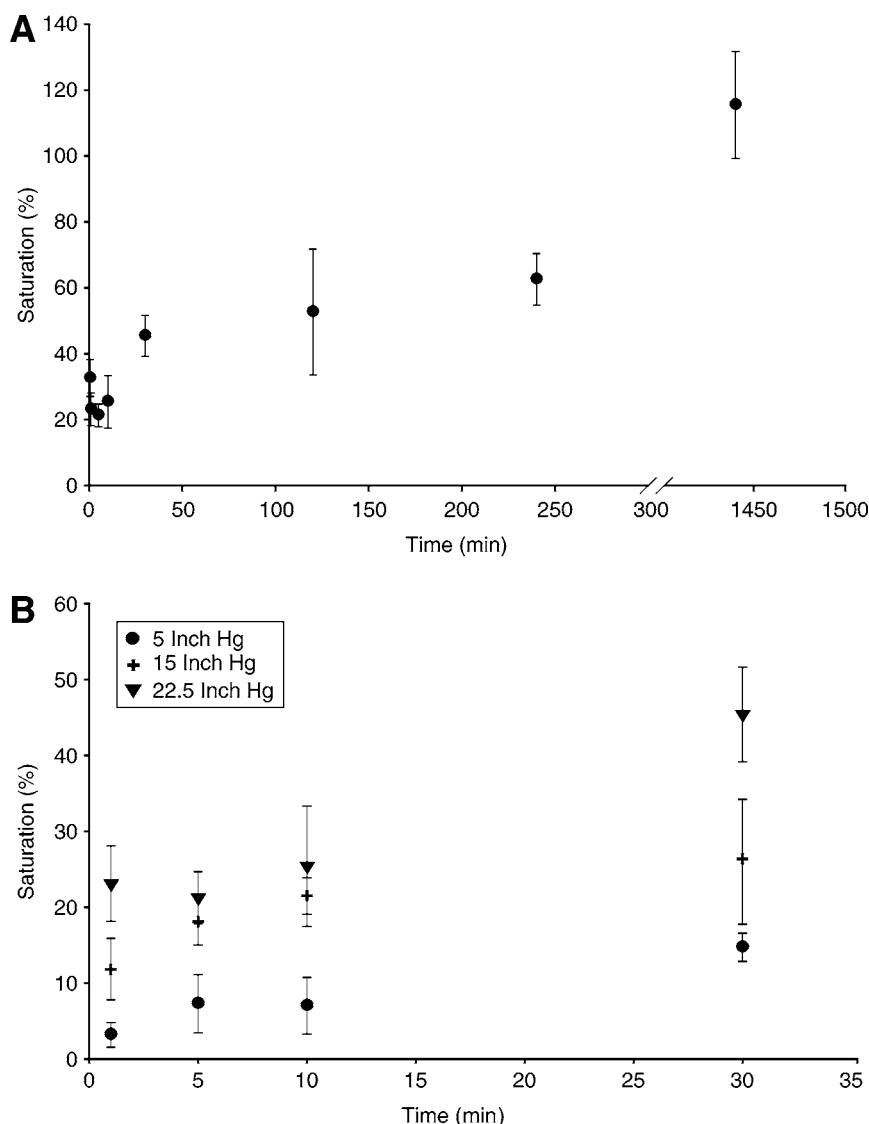 A
140
120
100
80
60
40
20
0
Saturation (%)
0 50 100 150 200 250 300 1450 1500
Time (min)
B
60
50
40
30
20
10
0
Saturation (%)
5 Inch Hg
15 Inch Hg
22.5 Inch Hg
0 5 10 15 20 25 30 35
Time (min)